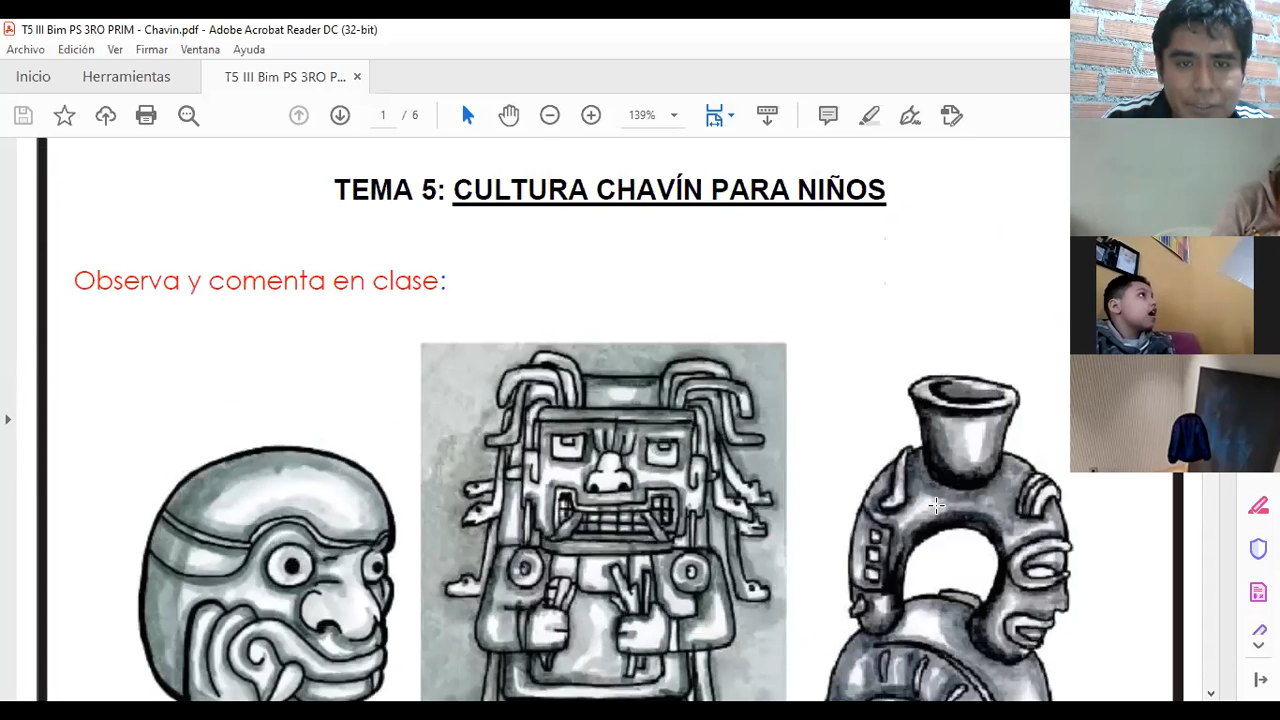 T5 III Bim PS 3RO PRIM - Chavin.pdf - Adobe Acrobat Reader DC (32-bit)
Archivo Edición Ver Firmar Ventana Ayuda
Inicio Herramientas T5 III Bim PS 3RO P... ×
1 / 6 139%
TEMA 5: CULTURA CHAVÍN PARA NIÑOS
Observa y comenta en clase: